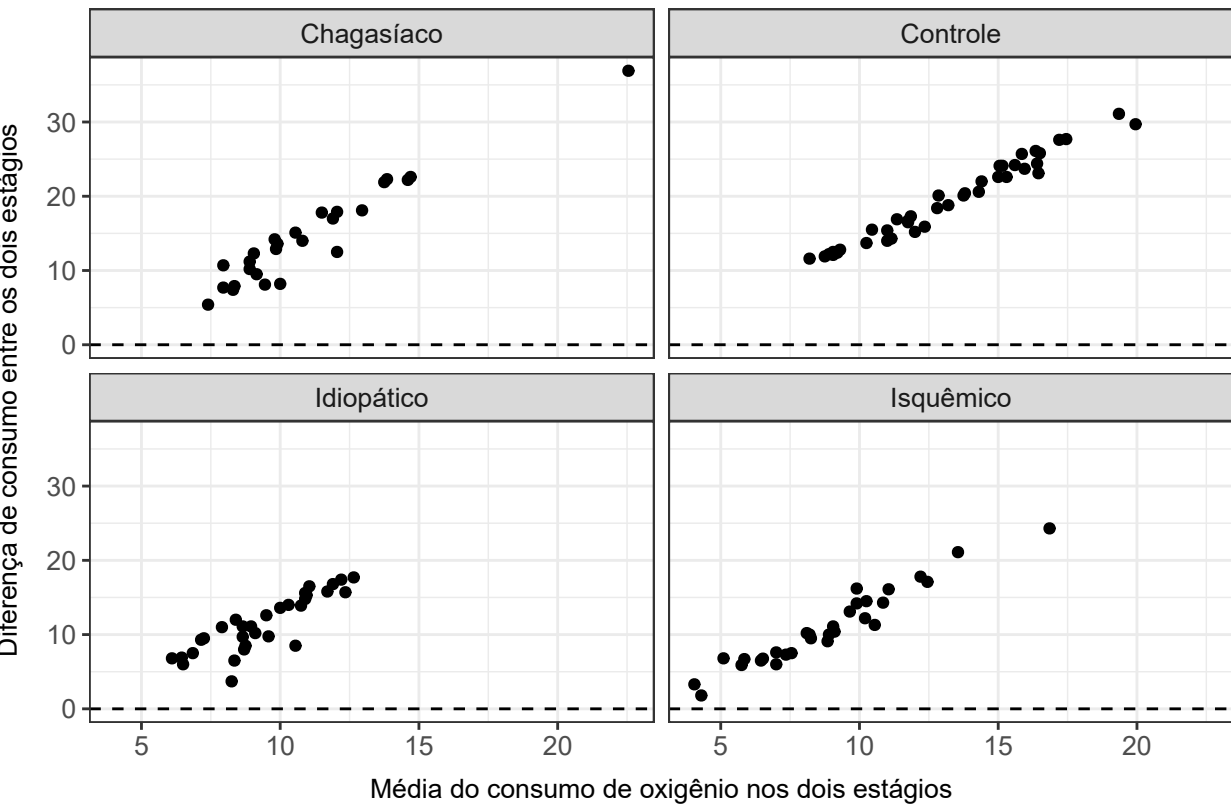 Chagasíaco
Controle
Diferença de consumo entre os dois estágios
30
20
10
0
Idiopático
Isquêmico
30
20
10
0
5
10
15
20
5
10
15
20
Média do consumo de oxigênio nos dois estágios